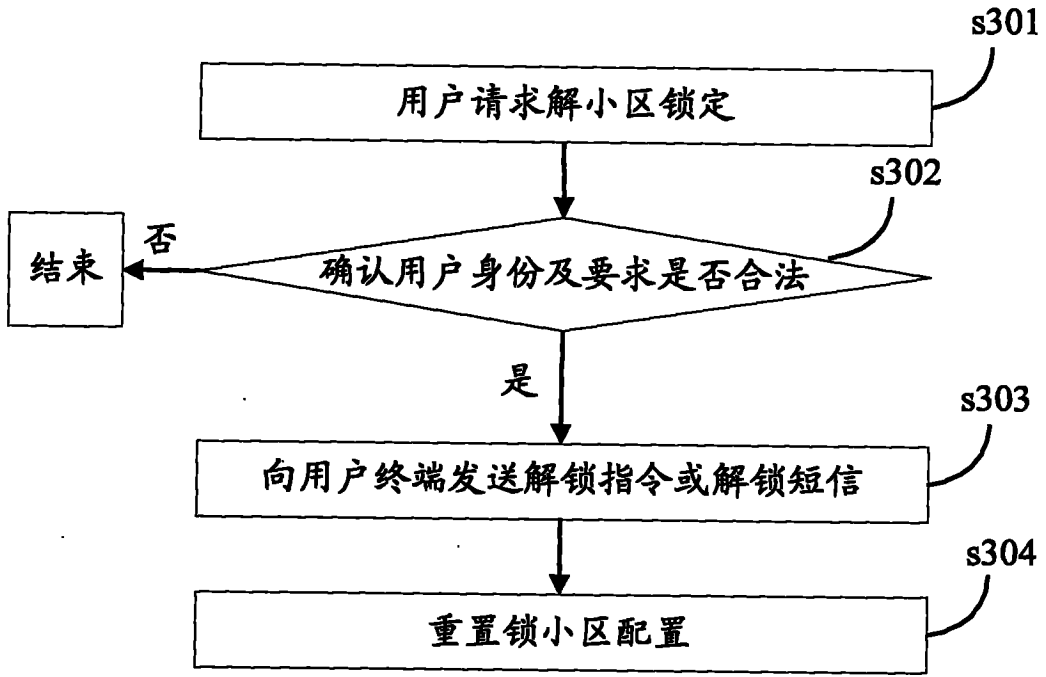 s301
用户请求解小区锁定
s302
否
结束
确认用户身份及要求是否合法
是
s303
向用户终端发送解锁指令或解锁短信
s304
重置锁小区配置